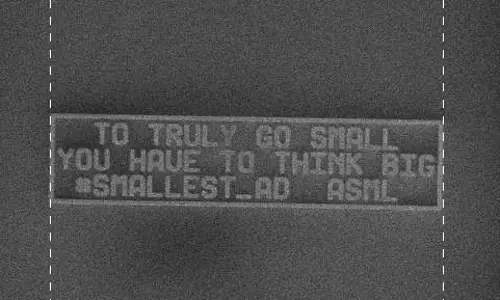 TO TRULY GO SMALL
YOU HAVE TO THINK BIG
#SMALLEST_AD ASML